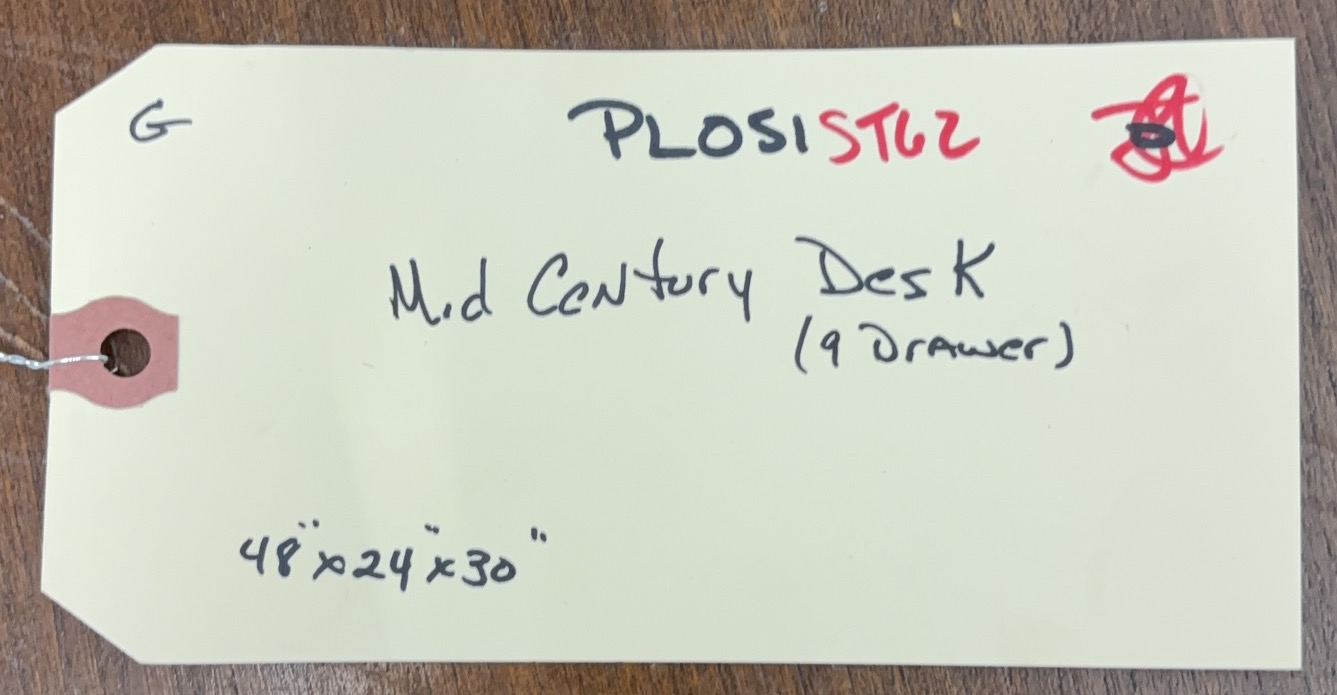 G PLOSISTG2
Mid Century Desk
(9 Drawer)
48"x24"x30"